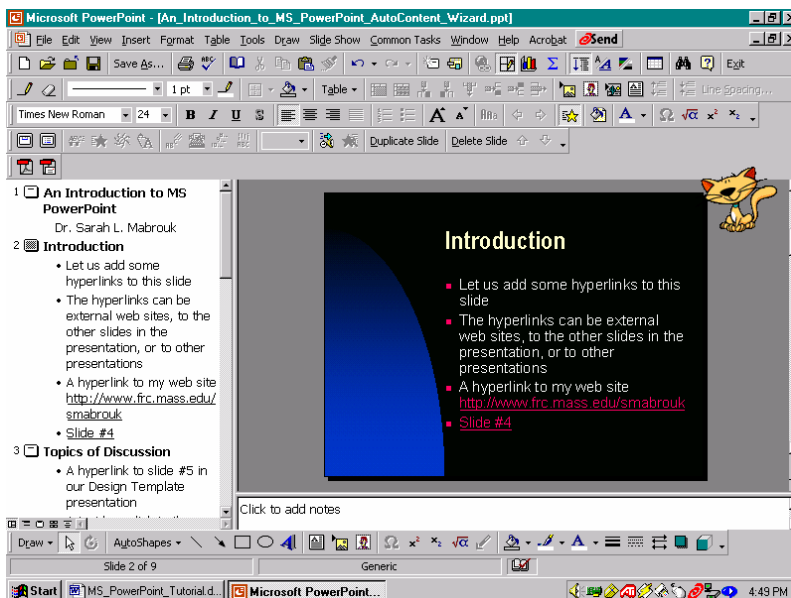 Microsoft PowerPoint - [An_Introduction_to_MS_PowerPoint_AutoContent_Wizard.ppt]
File Edit View Insert Format Table Tools Draw Slide Show Common Tasks Window Help Acrobat Send
Save As... Exit
1 pt Table Line Spacing...
Times New Roman 24 B I U S A A Aa A Ω √α x² x₂
Duplicate Slide Delete Slide
1 An Introduction to MS
PowerPoint
Dr. Sarah L. Mabrouk
2 Introduction
• Let us add some
hyperlinks to this slide
• The hyperlinks can be
external web sites, to the
other slides in the
presentation, or to other
presentations
• A hyperlink to my web site
http://www.frc.mass.edu/
smabrouk
• Slide #4
3 Topics of Discussion
• A hyperlink to slide #5 in
our Design Template
presentation
Introduction
Let us add some hyperlinks to this
slide
The hyperlinks can be external
web sites, to the other slides in the
presentation, or to other
presentations
A hyperlink to my web site
http://www.frc.mass.edu/smabrouk
Slide #4
Click to add notes
Draw AutoShapes Ω x² x₂ √α A
Slide 2 of 9 Generic
Start MS_PowerPoint_Tutorial.d... Microsoft PowerPoint... 4:49 PM